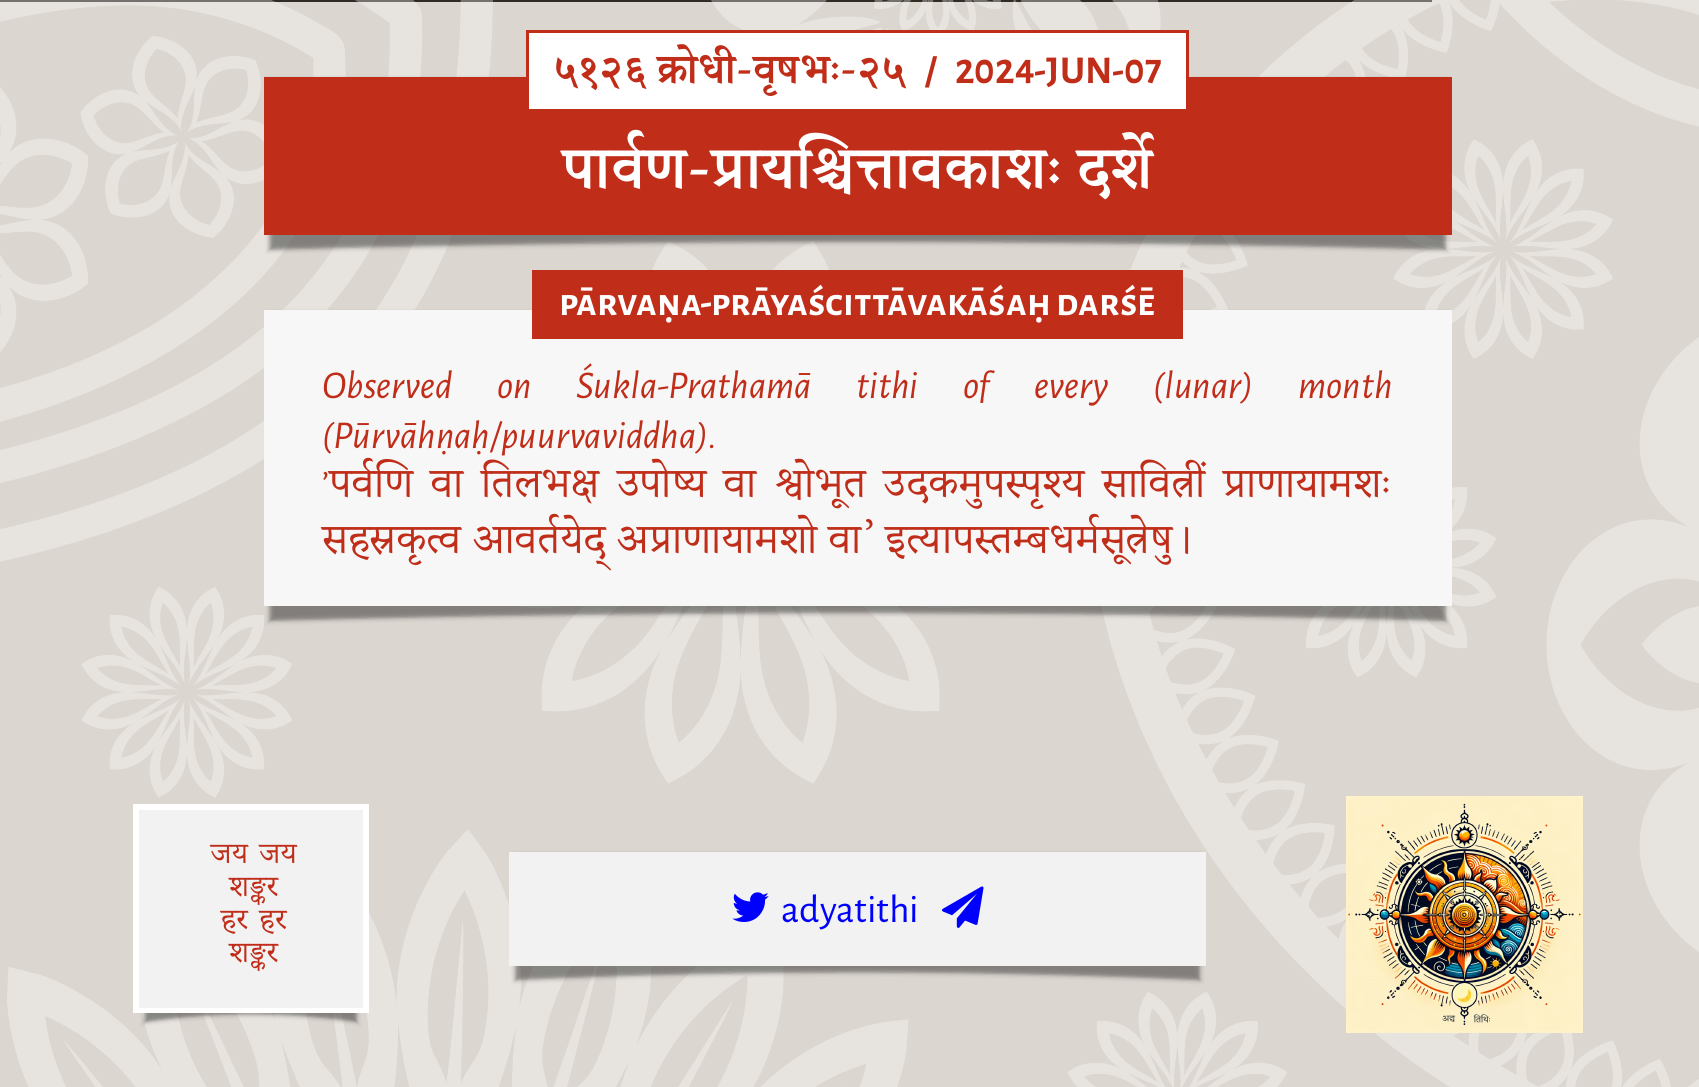 ५१२६ क्रोधी-वृषभः-२५ / 2024-JUN-07
पार्वण-प्रायश्चित्तावकाशः दर्शे
PĀRVAṆA-PRĀYAŚCITTĀVAKĀŚAḤ DARŚĒ
Observed on Śukla-Prathamā tithi of every (lunar) month
(Pūrvāhṇaḥ/puurvaviddha).
’पर्वणि वा तिलभक्ष उपोष्य वा श्वोभूत उदकमुपस्पृश्य सावित्रीं प्राणायामशः
सहस्रकृत्व आवर्तयेद् अप्राणायामशो वा’ इत्यापस्तम्बधर्मसूत्रेषु।
जय जय
शङ्कर
हर हर
शङ्कर
adyatithi
अद्य तिथिः